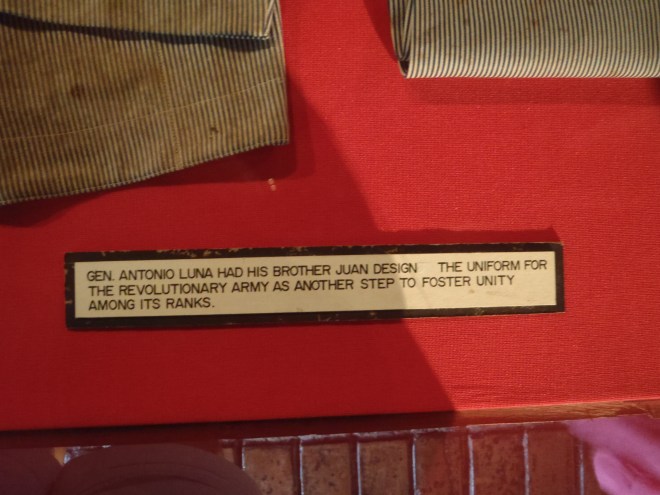 GEN. ANTONIO LUNA HAD HIS BROTHER JUAN DESIGN THE UNIFORM FOR
THE REVOLUTIONARY ARMY AS ANOTHER STEP TO FOSTER UNITY
AMONG ITS RANKS.